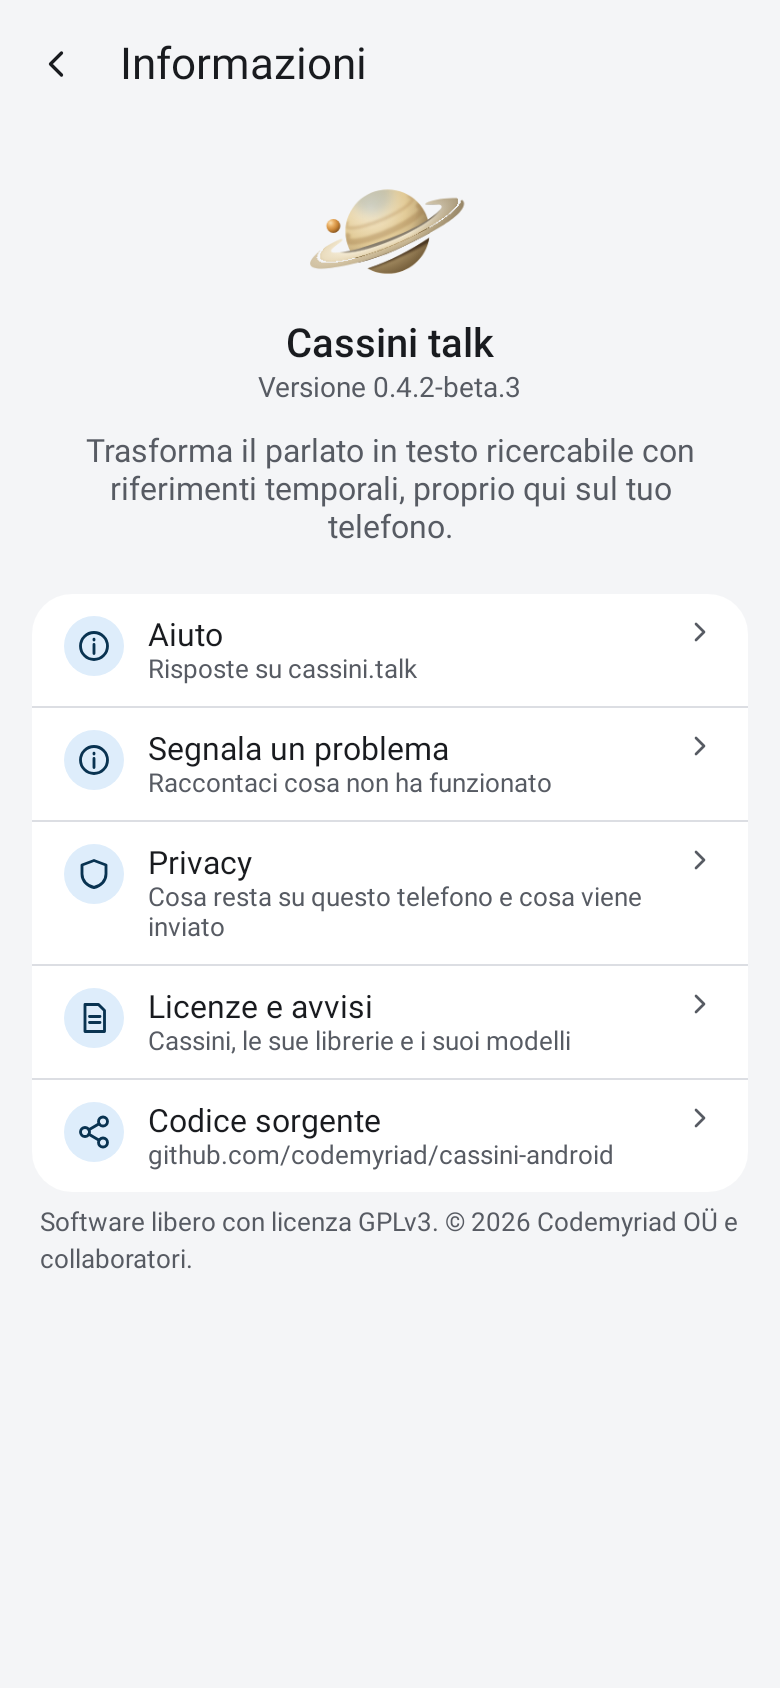 Informazioni
Cassini talk
Versione 0.4.2-beta.3
Trasforma il parlato in testo ricercabile con
riferimenti temporali, proprio qui sul tuo
telefono.
Aiuto
Risposte su cassini.talk
Segnala un problema
Raccontaci cosa non ha funzionato
Privacy
Cosa resta su questo telefono e cosa viene
inviato
Licenze e avvisi
Cassini, le sue librerie e i suoi modelli
Codice sorgente
github.com/codemyriad/cassini-android
Software libero con licenza GPLv3. © 2026 Codemyriad OÜ e
collaboratori.